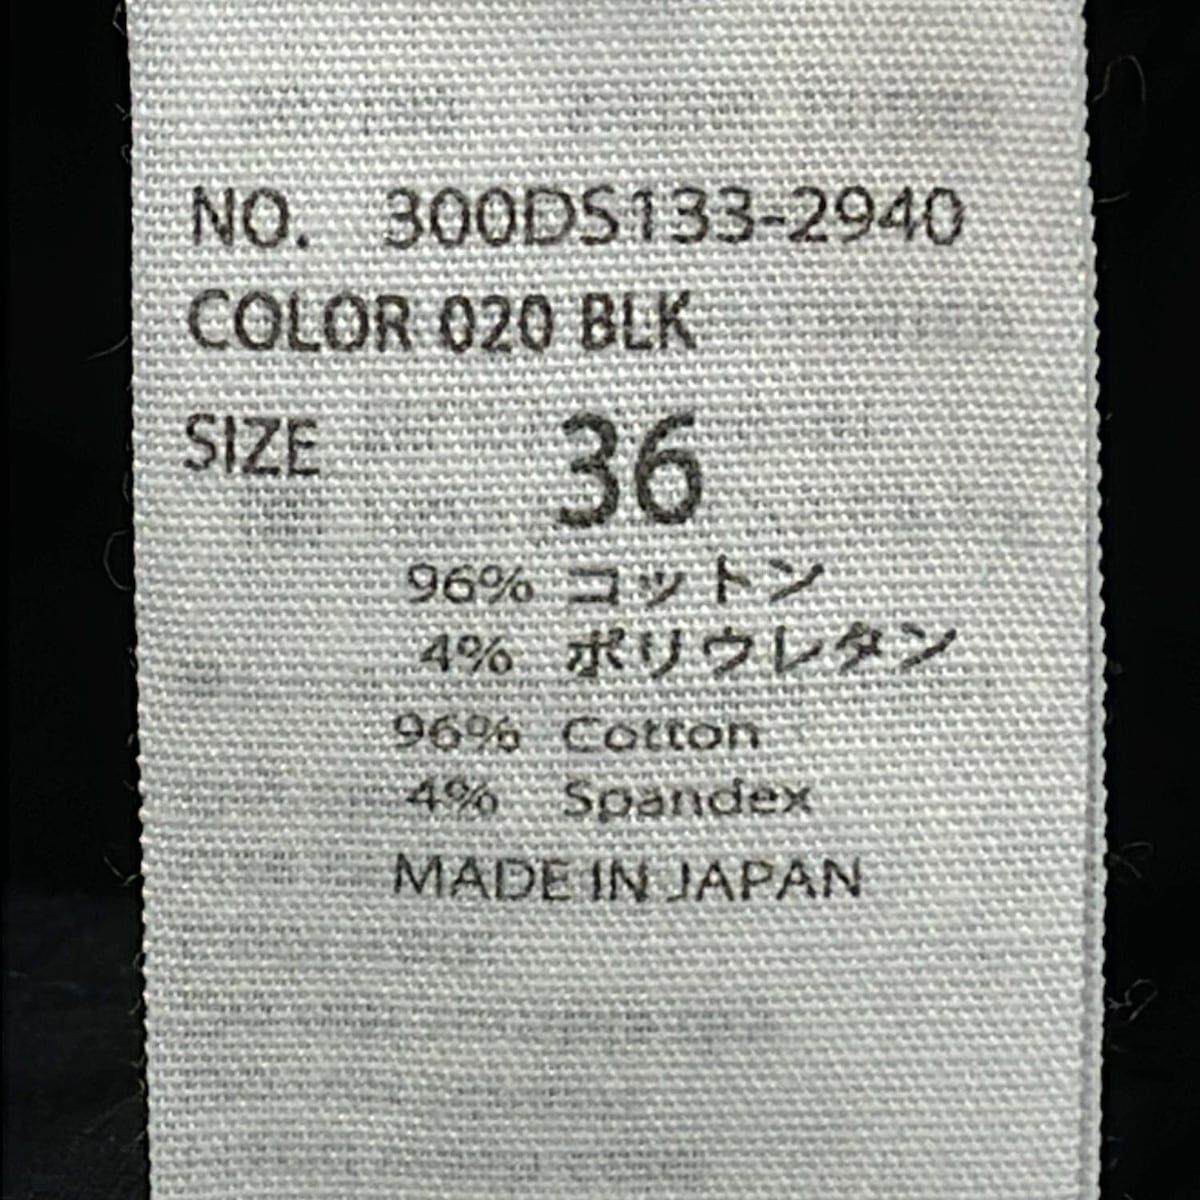 NO. 300DS133-2940
COLOR 020 BLK
SIZE 36
96% コットン
4% ポリウレタン
96% Cotton
4% Spandex
MADE IN JAPAN